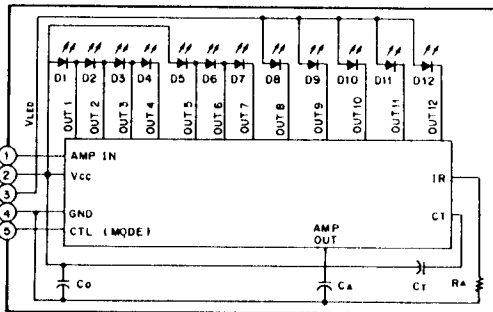 D1 D2 D3 D4 D5 D6 D7 D8 D9 D10 D11 D12
VLED
OUT 1
OUT 2
OUT 3
OUT 4
OUT 5
OUT 6
OUT 7
OUT 8
OUT 9
OUT 10
OUT 11
OUT 12
1 AMP IN
2 Vcc
3
4 GND
5 CTL (MODE)
IR
CT
AMP
OUT
Co
CA
CT
RA